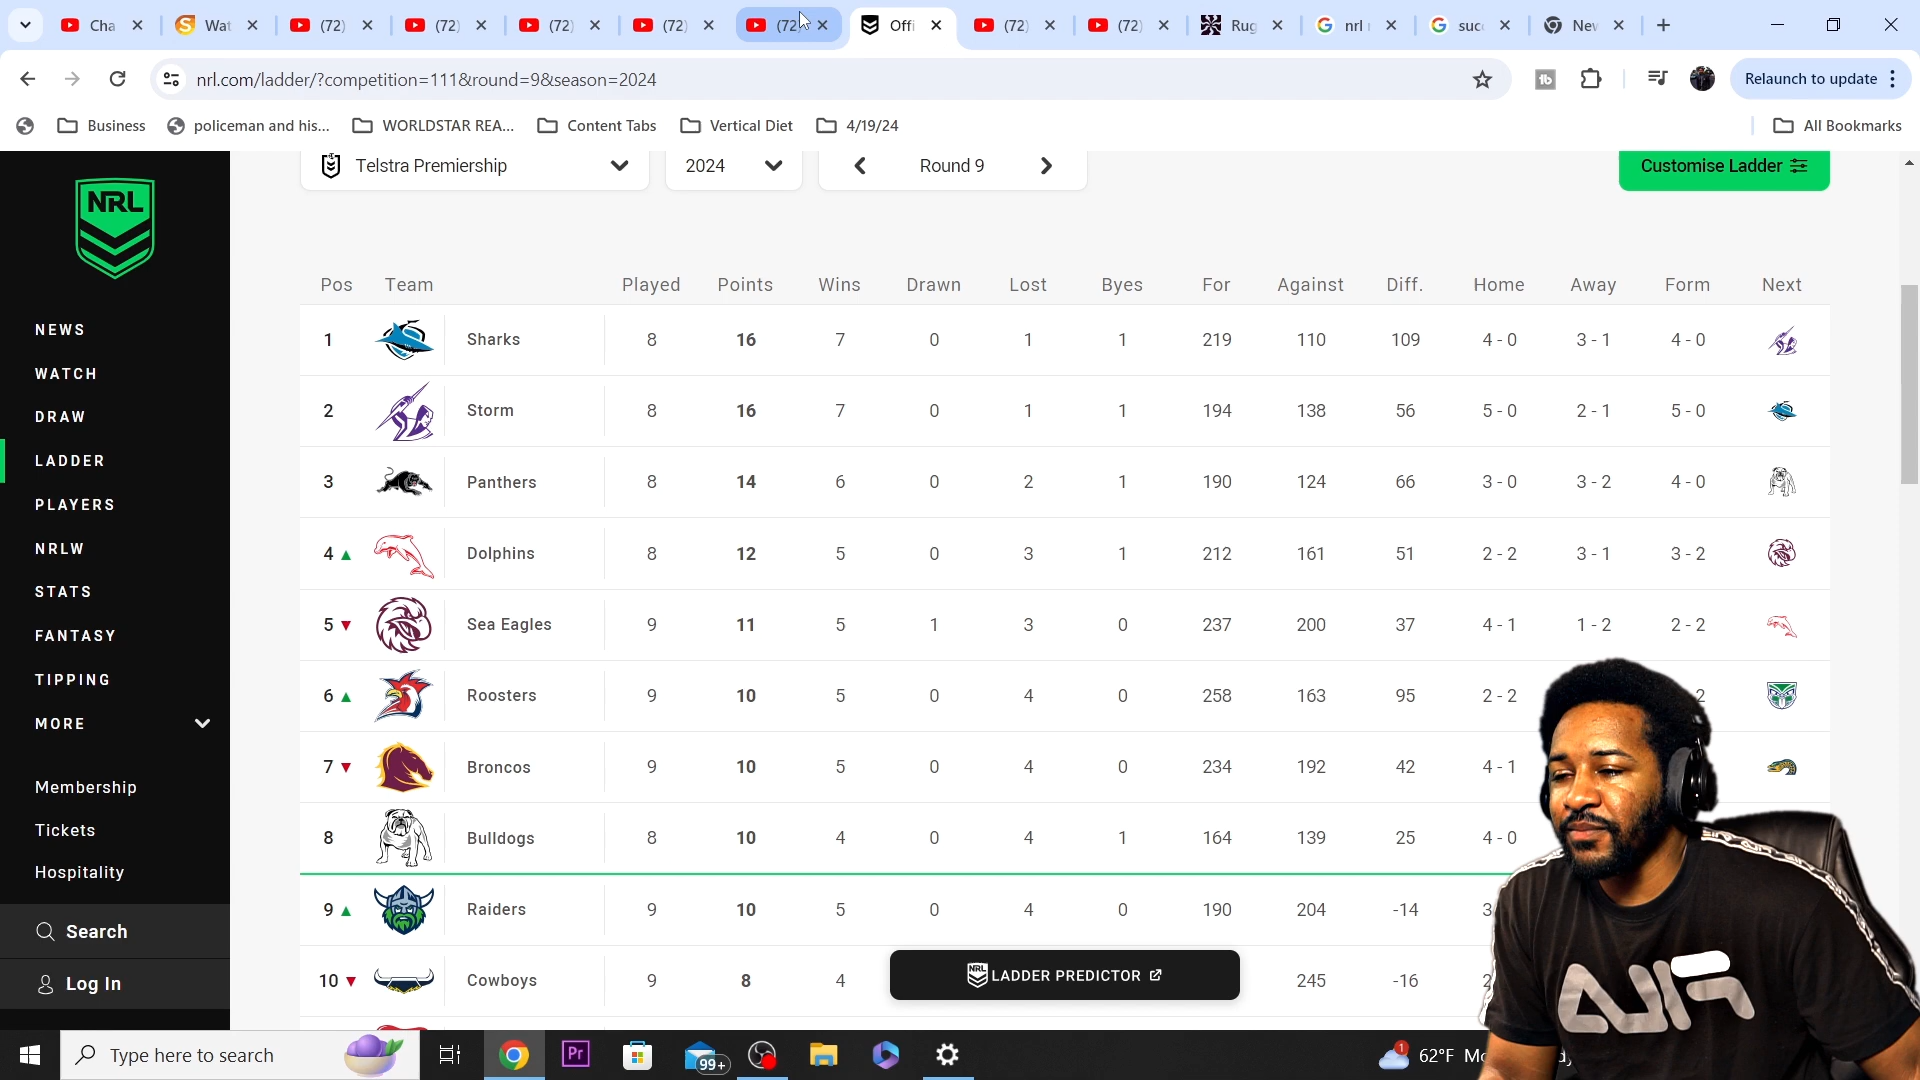 Cha
Wat
(72)
(72)
(72)
(72)
(72)
Offi
(72)
(72)
Rug
nrl
suc
Nev
nrl.com/ladder/?competition=111&round=9&season=2024
Relaunch to update
Business
policeman and his...
WORLDSTAR REA...
Content Tabs
Vertical Diet
4/19/24
All Bookmarks
NRL
NEWS
WATCH
DRAW
LADDER
PLAYERS
NRLW
STATS
FANTASY
TIPPING
MORE
Membership
Tickets
Hospitality
Search
Log In
Telstra Premiership
2024
Round 9
Customise Ladder
Pos Team Played Points Wins Drawn Lost Byes For Against Diff. Home Away Form Next
1 Sharks 8 16 7 0 1 1 219 110 109 4 - 0 3 - 1 4 - 0
2 Storm 8 16 7 0 1 1 194 138 56 5 - 0 2 - 1 5 - 0
3 Panthers 8 14 6 0 2 1 190 124 66 3 - 0 3 - 2 4 - 0
4 Dolphins 8 12 5 0 3 1 212 161 51 2 - 2 3 - 1 3 - 2
5 Sea Eagles 9 11 5 1 3 0 237 200 37 4 - 1 1 - 2 2 - 2
6 Roosters 9 10 5 0 4 0 258 163 95 2 - 2 2
7 Broncos 9 10 5 0 4 0 234 192 42 4 - 1
8 Bulldogs 8 10 4 0 4 1 164 139 25 4 - 0
9 Raiders 9 10 5 0 4 0 190 204 -14 3
10 Cowboys 9 8 4 245 -16 2
LADDER PREDICTOR
Type here to search
Pr
99+
1
62°F